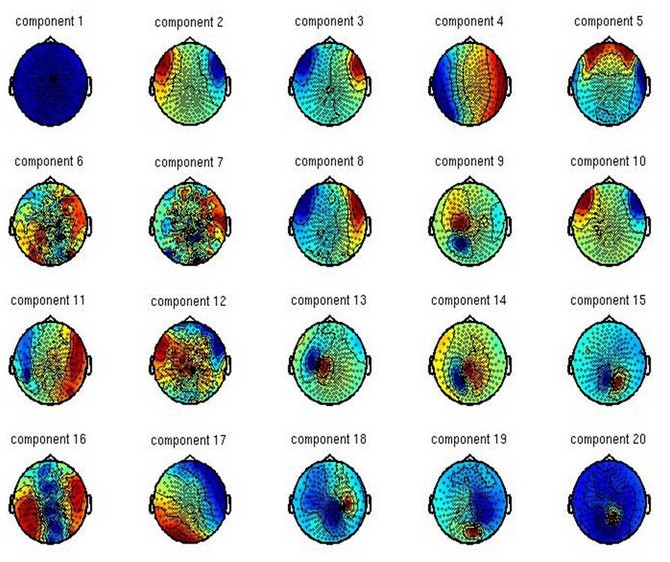 component 1
component 2
component 3
component 4
component 5
component 6
component 7
component 8
component 9
component 10
component 11
component 12
component 13
component 14
component 15
component 16
component 17
component 18
component 19
component 20